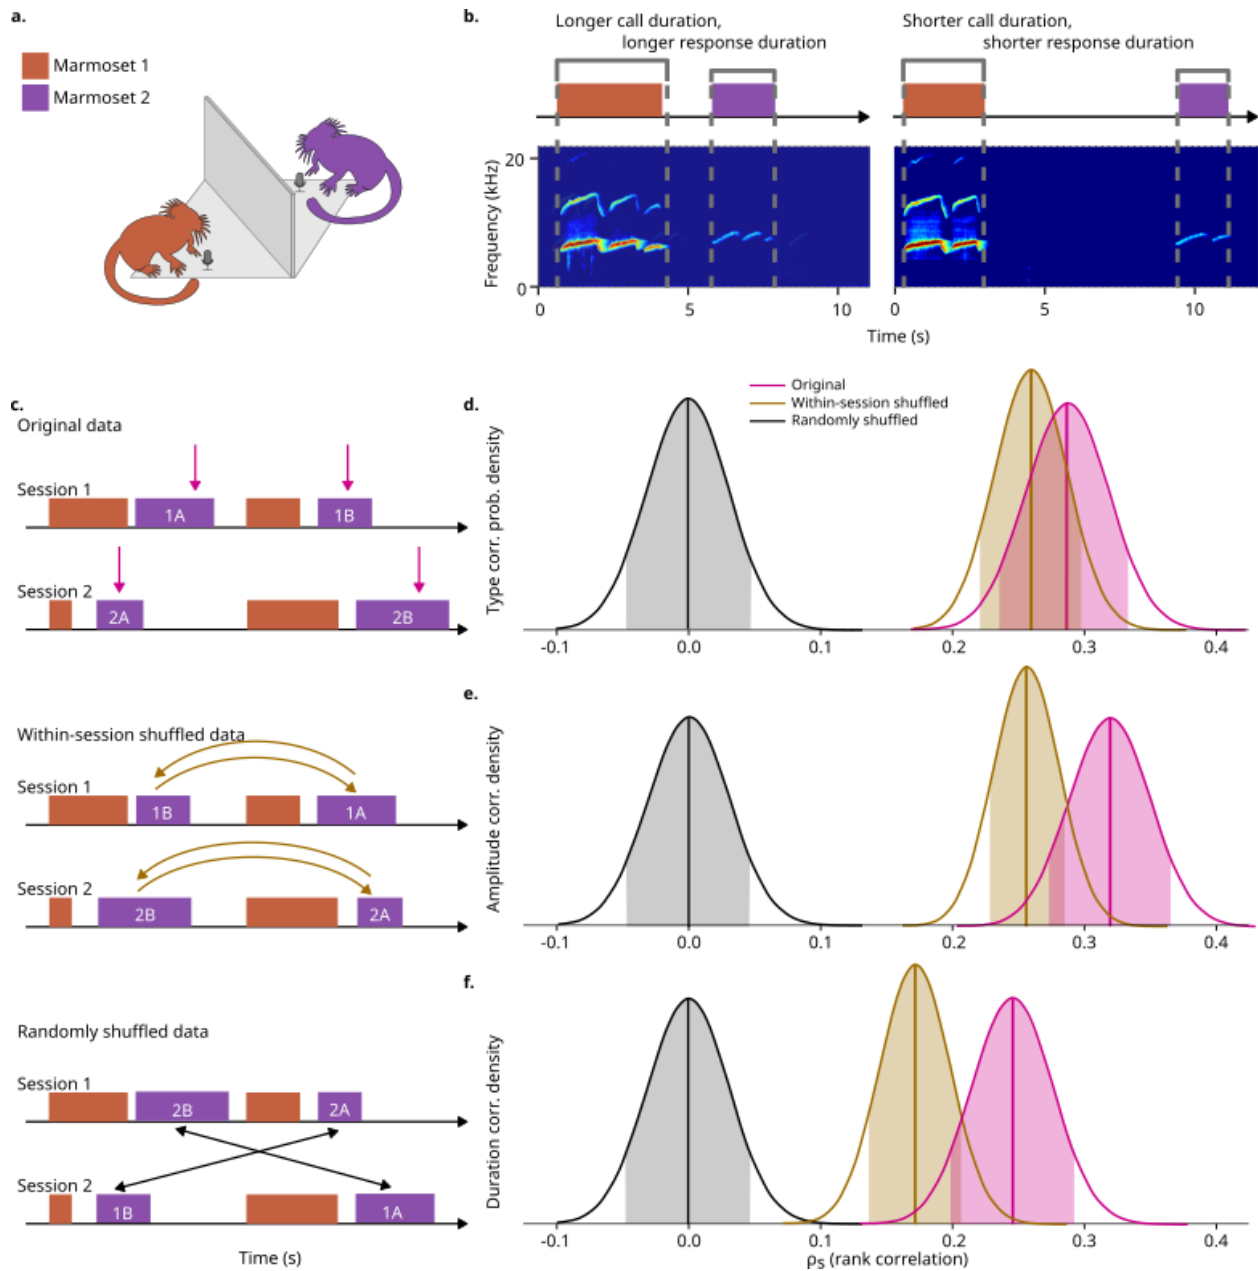 a.
Marmoset 1
Marmoset 2
b.
Longer call duration,
longer response duration
Shorter call duration,
shorter response duration
Frequency (kHz)
20
0
0 5 10
0 5 10
Time (s)
c.
Original data
Session 1
1A 1B
Session 2
2A 2B
Within-session shuffled data
Session 1
1B 1A
Session 2
2B 2A
Randomly shuffled data
Session 1
2B 2A
Session 2
1B 1A
Time (s)
d.
Original
Within-session shuffled
Randomly shuffled
Type corr. prob. density
-0.1 0.0 0.1 0.2 0.3 0.4
e.
Amplitude corr. density
-0.1 0.0 0.1 0.2 0.3 0.4
f.
Duration corr. density
-0.1 0.0 0.1 0.2 0.3 0.4
ρs (rank correlation)